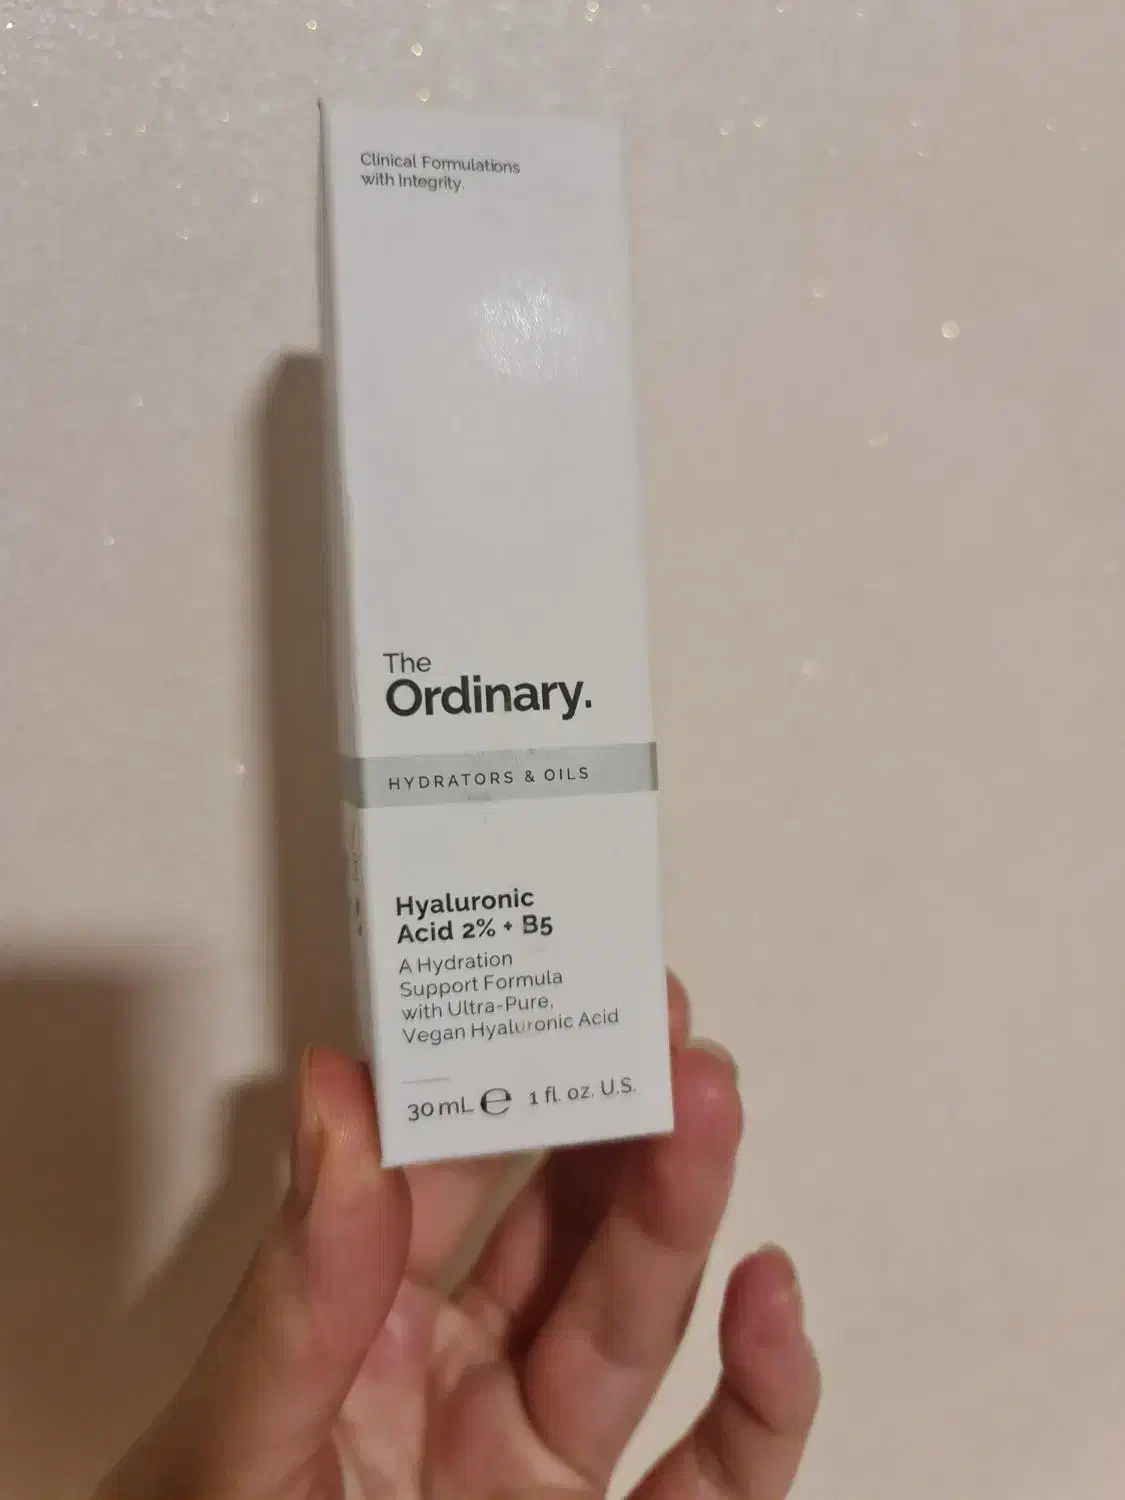 Clinical Formulations
with Integrity.
The
Ordinary.
HYDRATORS & OILS
Hyaluronic
Acid 2% + B5
A Hydration
Support Formula
with Ultra-Pure,
Vegan Hyaluronic Acid
30 mL ℮ 1 fl. oz. U.S.